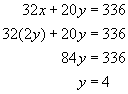 32x + 20y = 336
32(2y) + 20y = 336
84y = 336
y = 4